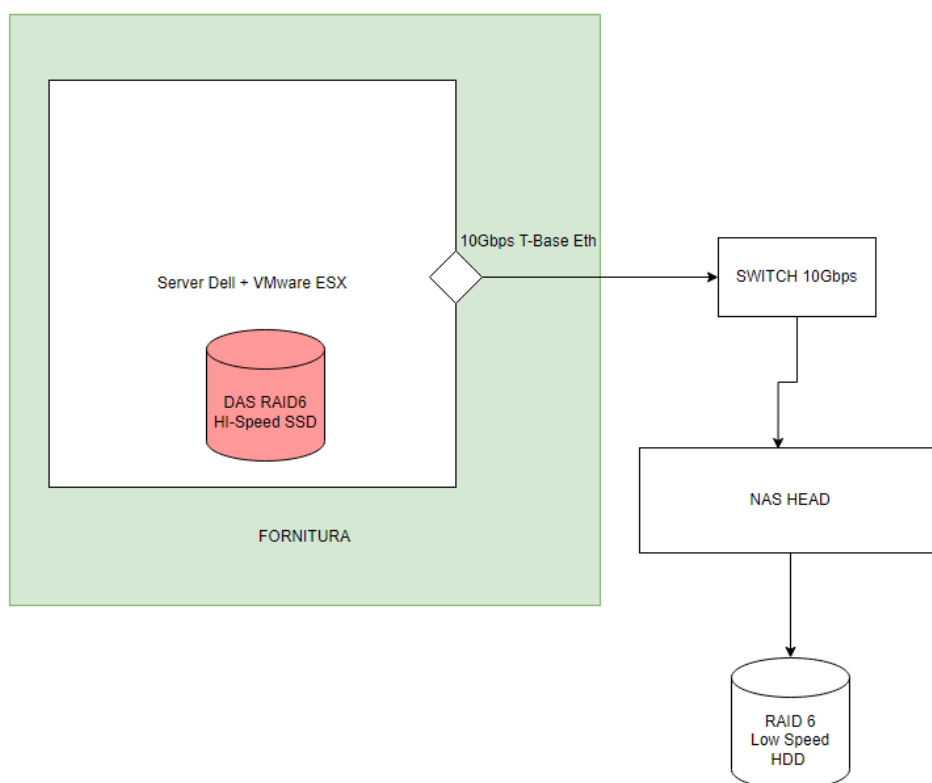 10Gbps T-Base Eth
SWITCH 10Gbps
Server Dell + VMware ESX
DAS RAID6
HI-Speed SSD
NAS HEAD
FORNITURA
RAID 6
Low Speed
HDD